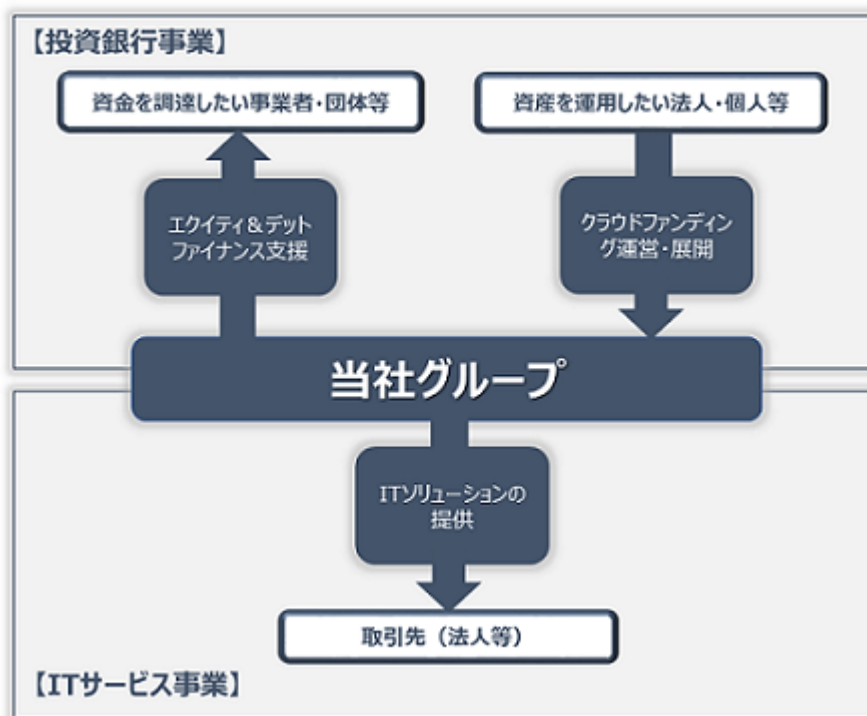 【投資銀行事業】
資金を調達したい事業者・団体等
資産を運用したい法人・個人等
エクイティ＆デット
ファイナンス支援
クラウドファンディン
グ運営・展開
当社グループ
ITソリューションの
提供
取引先（法人等）
【ITサービス事業】